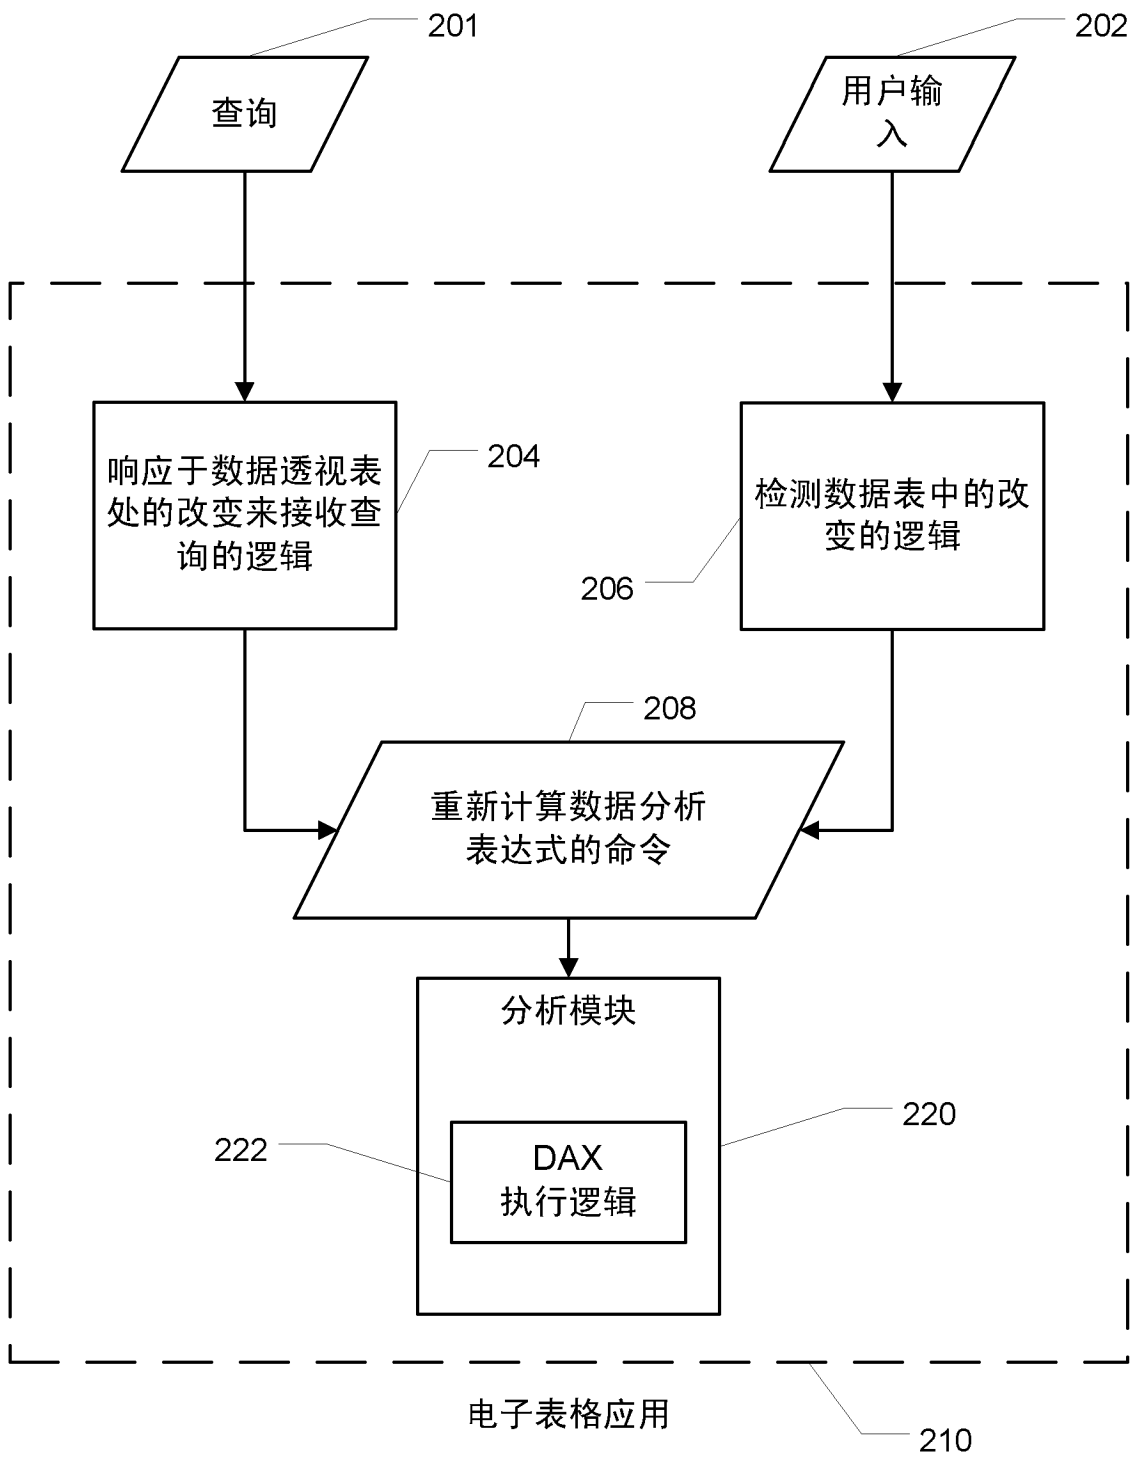 201
202
查询
用户输
入
响应于数据透视表
处的改变来接收查
询的逻辑
204
检测数据表中的改
变的逻辑
206
208
重新计算数据分析
表达式的命令
分析模块
220
222
DAX
执行逻辑
电子表格应用
210